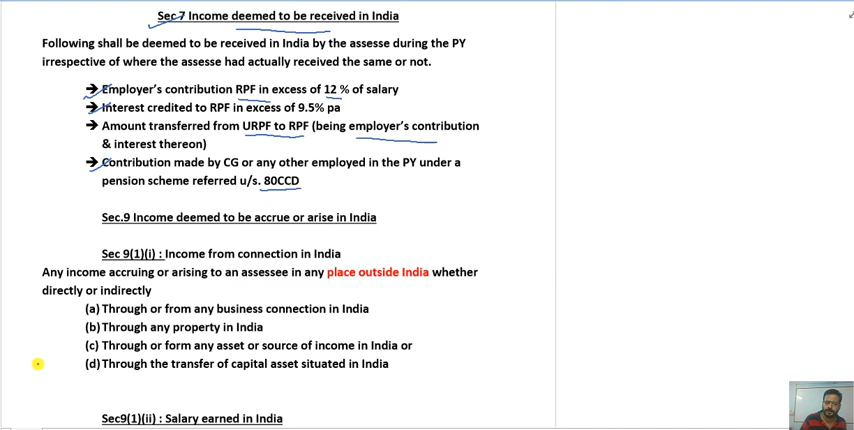 Sec 7 Income deemed to be received in India
Following shall be deemed to be received in India by the assesse during the PY
irrespective of where the assesse had actually received the same or not.
➔ Employer's contribution RPF in excess of 12 % of salary
➔ Interest credited to RPF in excess of 9.5% pa
➔ Amount transferred from URPF to RPF (being employer's contribution
& interest thereon)
➔ Contribution made by CG or any other employed in the PY under a
pension scheme referred u/s. 80CCD
Sec.9 Income deemed to be accrue or arise in India
Sec 9(1)(i) : Income from connection in India
Any income accruing or arising to an assessee in any place outside India whether
directly or indirectly
(a) Through or from any business connection in India
(b) Through any property in India
(c) Through or form any asset or source of income in India or
(d) Through the transfer of capital asset situated in India
Sec9(1)(ii) : Salary earned in India